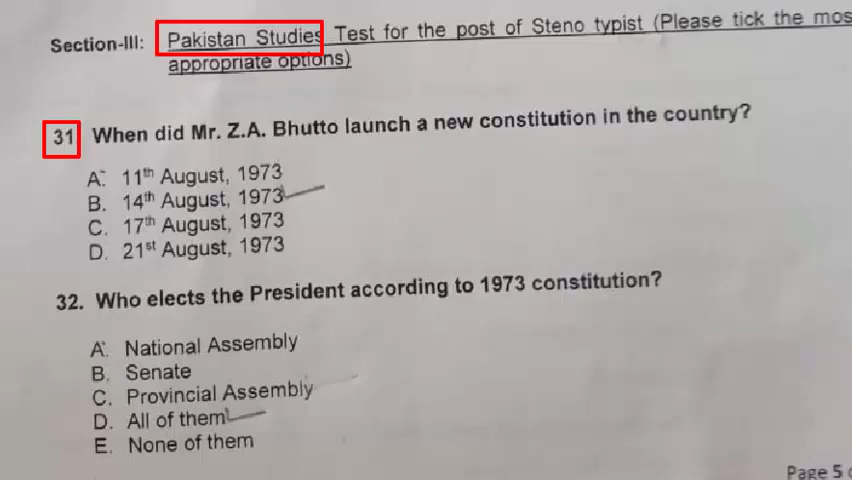 Section-III: Pakistan Studies Test for the post of Steno typist (Please tick the mos
appropriate options)
31 When did Mr. Z.A. Bhutto launch a new constitution in the country?
A. 11th August, 1973
B. 14th August, 1973
C. 17th August, 1973
D. 21st August, 1973
32. Who elects the President according to 1973 constitution?
A. National Assembly
B. Senate
C. Provincial Assembly
D. All of them
E. None of them
Page 5